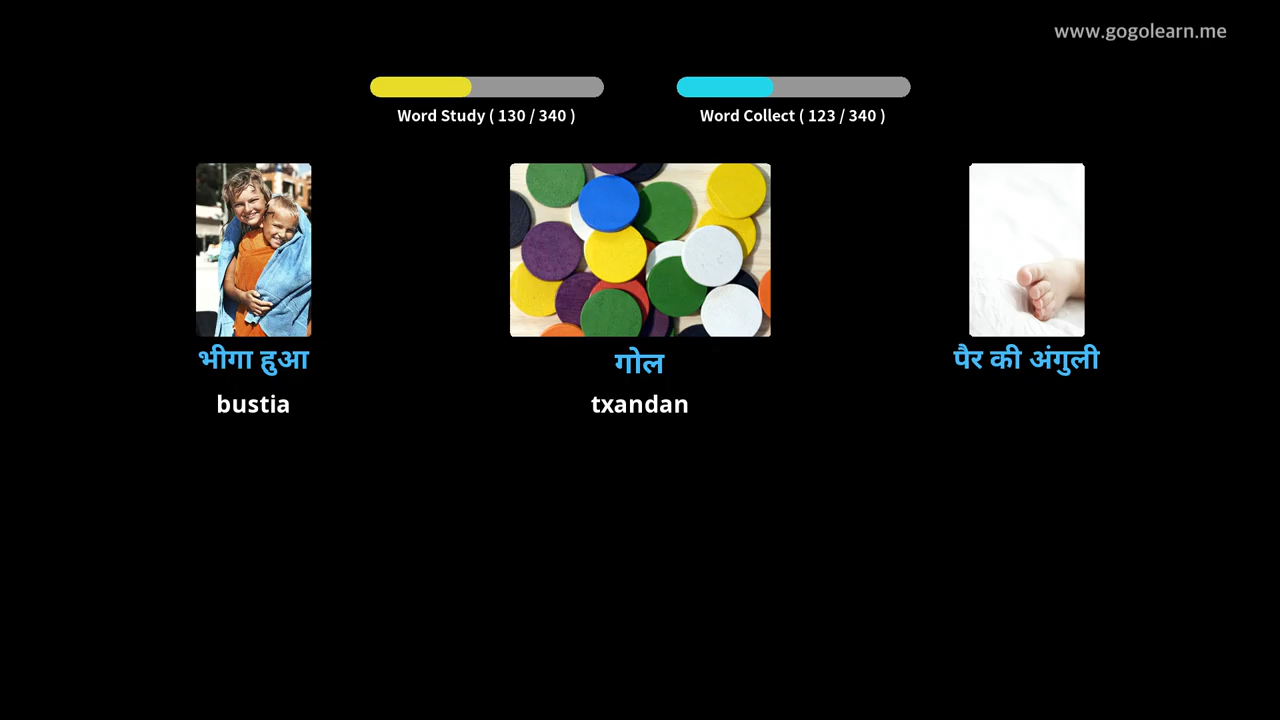 www.gogolearn.me
Word Study ( 130 / 340 )
Word Collect ( 123 / 340 )
भीगा हुआ
गोल
पैर की अंगुली
bustia
txandan